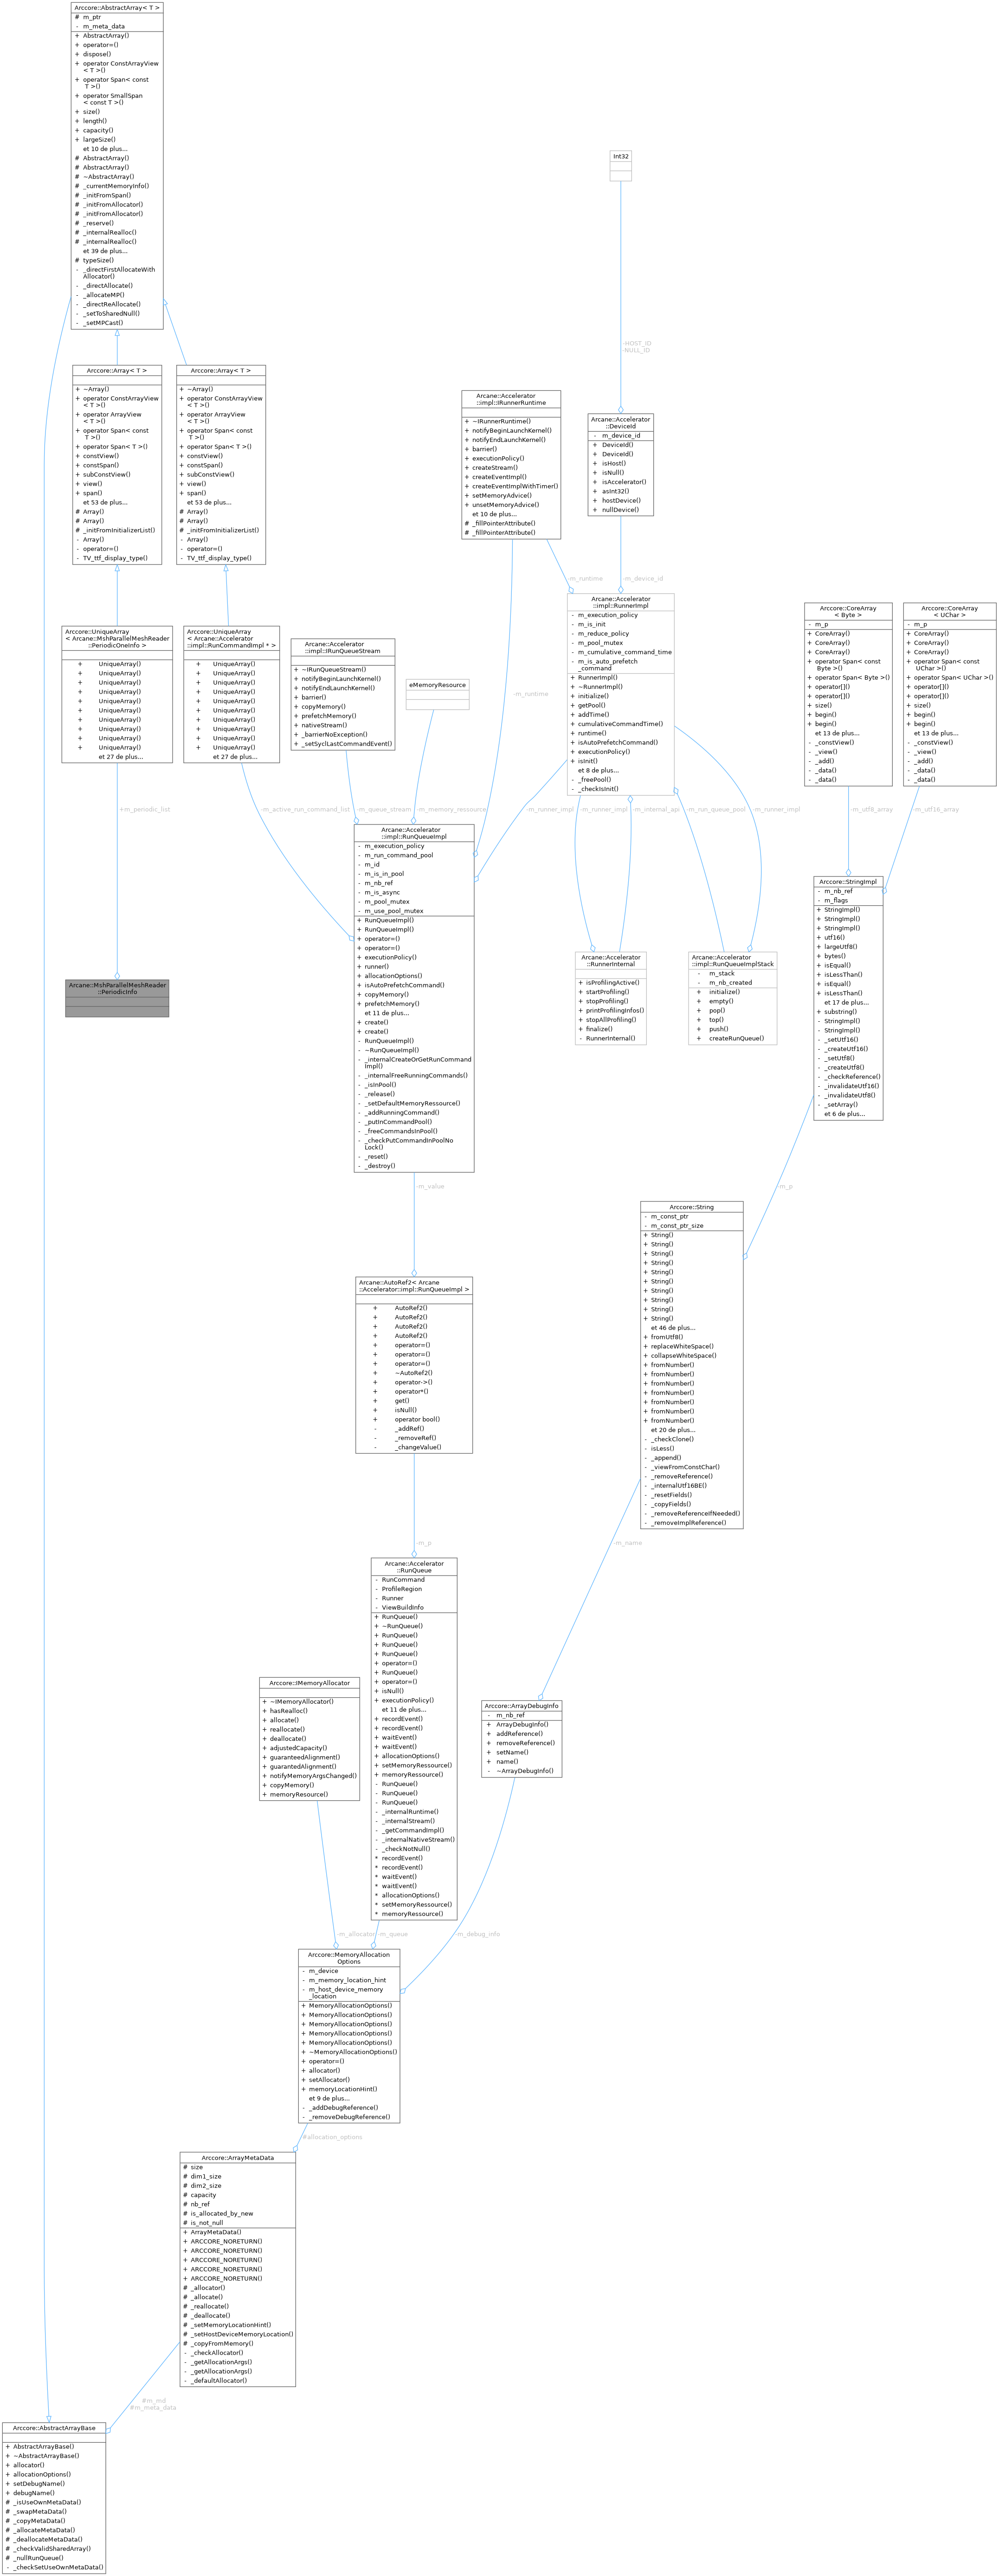 Arccore::AbstractArray< T >
# m_ptr
- m_meta_data
+ AbstractArray()
+ operator=()
+ dispose()
+ operator ConstArrayView
< T >()
+ operator Span< const
T >()
+ operator SmallSpan
< const T >()
+ size()
+ length()
+ capacity()
+ largeSize()
et 10 de plus...
# AbstractArray()
# AbstractArray()
# ~AbstractArray()
# _currentMemoryInfo()
# _initFromSpan()
# _initFromAllocator()
# _initFromAllocator()
# _reserve()
# _internalRealloc()
# _internalRealloc()
et 39 de plus...
# typeSize()
- _directFirstAllocateWith
Allocator()
- _directAllocate()
- _allocateMP()
- _directReAllocate()
- _setToSharedNull()
- _setMPCast()
Int32
-HOST_ID
-NULL_ID
Arccore::Array< T >
+ ~Array()
+ operator ConstArrayView
< T >()
+ operator ArrayView
< T >()
+ operator Span< const
T >()
+ operator Span< T >()
+ constView()
+ constSpan()
+ subConstView()
+ view()
+ span()
et 53 de plus...
# Array()
# Array()
# _initFromInitializerList()
- Array()
- operator=()
- TV_ttf_display_type()
Arccore::Array< T >
+ ~Array()
+ operator ConstArrayView
< T >()
+ operator ArrayView
< T >()
+ operator Span< const
T >()
+ operator Span< T >()
+ constView()
+ constSpan()
+ subConstView()
+ view()
+ span()
et 53 de plus...
# Array()
# Array()
# _initFromInitializerList()
- Array()
- operator=()
- TV_ttf_display_type()
Arcane::Accelerator
::impl::IRunnerRuntime
+ ~IRunnerRuntime()
+ notifyBeginLaunchKernel()
+ notifyEndLaunchKernel()
+ barrier()
+ executionPolicy()
+ createStream()
+ createEventImpl()
+ createEventImplWithTimer()
+ setMemoryAdvice()
+ unsetMemoryAdvice()
et 10 de plus...
# _fillPointerAttribute()
# _fillPointerAttribute()
Arcane::Accelerator
::DeviceId
- m_device_id
+ DeviceId()
+ DeviceId()
+ isHost()
+ isNull()
+ isAccelerator()
+ asInt32()
+ hostDevice()
+ nullDevice()
-m_runtime
-m_device_id
Arcane::Accelerator
::impl::RunnerImpl
- m_execution_policy
- m_is_init
- m_reduce_policy
- m_pool_mutex
- m_cumulative_command_time
- m_is_auto_prefetch
_command
+ RunnerImpl()
+ ~RunnerImpl()
+ initialize()
+ getPool()
+ addTime()
+ cumulativeCommandTime()
+ runtime()
+ isAutoPrefetchCommand()
+ executionPolicy()
+ isInit()
et 8 de plus...
- _freePool()
- _checkIsInit()
Arccore::CoreArray
< Byte >
- m_p
+ CoreArray()
+ CoreArray()
+ CoreArray()
+ operator Span< const
Byte >()
+ operator Span< Byte >()
+ operator[]()
+ operator[]()
+ size()
+ begin()
+ begin()
et 13 de plus...
- _constView()
- _view()
- _add()
- _data()
- _data()
Arccore::CoreArray
< UChar >
- m_p
+ CoreArray()
+ CoreArray()
+ CoreArray()
+ operator Span< const
UChar >()
+ operator Span< UChar >()
+ operator[]()
+ operator[]()
+ size()
+ begin()
+ begin()
et 13 de plus...
- _constView()
- _view()
- _add()
- _data()
- _data()
Arccore::UniqueArray
< Arcane::MshParallelMeshReader
::PeriodicOneInfo >
+ UniqueArray()
+ UniqueArray()
+ UniqueArray()
+ UniqueArray()
+ UniqueArray()
+ UniqueArray()
+ UniqueArray()
+ UniqueArray()
+ UniqueArray()
+ UniqueArray()
et 27 de plus...
Arccore::UniqueArray
< Arcane::Accelerator
::impl::RunCommandImpl * >
+ UniqueArray()
+ UniqueArray()
+ UniqueArray()
+ UniqueArray()
+ UniqueArray()
+ UniqueArray()
+ UniqueArray()
+ UniqueArray()
+ UniqueArray()
+ UniqueArray()
et 27 de plus...
Arcane::Accelerator
::impl::IRunQueueStream
+ ~IRunQueueStream()
+ notifyBeginLaunchKernel()
+ notifyEndLaunchKernel()
+ barrier()
+ copyMemory()
+ prefetchMemory()
+ nativeStream()
+ _barrierNoException()
+ _setSyclLastCommandEvent()
eMemoryResource
-m_runtime
+m_periodic_list
-m_active_run_command_list
-m_queue_stream
-m_memory_ressource
-m_runner_impl
-m_runner_impl
-m_internal_api
-m_run_queue_pool
-m_runner_impl
-m_utf8_array
-m_utf16_array
Arcane::MshParallelMeshReader
::PeriodicInfo
Arcane::Accelerator
::impl::RunQueueImpl
- m_execution_policy
- m_run_command_pool
- m_id
- m_is_in_pool
- m_nb_ref
- m_is_async
- m_pool_mutex
- m_use_pool_mutex
+ RunQueueImpl()
+ RunQueueImpl()
+ operator=()
+ operator=()
+ executionPolicy()
+ runner()
+ allocationOptions()
+ isAutoPrefetchCommand()
+ copyMemory()
+ prefetchMemory()
et 11 de plus...
+ create()
+ create()
- RunQueueImpl()
- ~RunQueueImpl()
- _internalCreateOrGetRunCommand
Impl()
- _internalFreeRunningCommands()
- _isInPool()
- _release()
- _setDefaultMemoryRessource()
- _addRunningCommand()
- _putInCommandPool()
- _freeCommandsInPool()
- _checkPutCommandInPoolNo
Lock()
- _reset()
- _destroy()
Arcane::Accelerator
::RunnerInternal
+ isProfilingActive()
+ startProfiling()
+ stopProfiling()
+ printProfilingInfos()
+ stopAllProfiling()
+ finalize()
- RunnerInternal()
Arcane::Accelerator
::impl::RunQueueImplStack
- m_stack
- m_nb_created
+ initialize()
+ empty()
+ pop()
+ top()
+ push()
+ createRunQueue()
Arccore::StringImpl
- m_nb_ref
- m_flags
+ StringImpl()
+ StringImpl()
+ StringImpl()
+ utf16()
+ largeUtf8()
+ bytes()
+ isEqual()
+ isLessThan()
+ isEqual()
+ isLessThan()
et 17 de plus...
+ substring()
- StringImpl()
- StringImpl()
- _setUtf16()
- _createUtf16()
- _setUtf8()
- _createUtf8()
- _checkReference()
- _invalidateUtf16()
- _invalidateUtf8()
- _setArray()
et 6 de plus...
-m_value
-m_p
Arccore::String
- m_const_ptr
- m_const_ptr_size
+ String()
+ String()
+ String()
+ String()
+ String()
+ String()
+ String()
+ String()
+ String()
+ String()
et 46 de plus...
+ fromUtf8()
+ replaceWhiteSpace()
+ collapseWhiteSpace()
+ fromNumber()
+ fromNumber()
+ fromNumber()
+ fromNumber()
+ fromNumber()
+ fromNumber()
+ fromNumber()
et 20 de plus...
- _checkClone()
- isLess()
- _append()
- _viewFromConstChar()
- _removeReference()
- _internalUtf16BE()
- _resetFields()
- _copyFields()
- _removeReferenceIfNeeded()
- _removeImplReference()
Arcane::AutoRef2< Arcane
::Accelerator::impl::RunQueueImpl >
+ AutoRef2()
+ AutoRef2()
+ AutoRef2()
+ AutoRef2()
+ operator=()
+ operator=()
+ operator=()
+ ~AutoRef2()
+ operator->()
+ operator*()
+ get()
+ isNull()
+ operator bool()
- _addRef()
- _removeRef()
- _changeValue()
-m_p
-m_name
Arcane::Accelerator
::RunQueue
- RunCommand
- ProfileRegion
- Runner
- ViewBuildInfo
+ RunQueue()
+ ~RunQueue()
+ RunQueue()
+ RunQueue()
+ RunQueue()
+ operator=()
+ RunQueue()
+ operator=()
+ isNull()
+ executionPolicy()
et 11 de plus...
+ recordEvent()
+ recordEvent()
+ waitEvent()
+ waitEvent()
+ allocationOptions()
+ setMemoryRessource()
+ memoryRessource()
- RunQueue()
- RunQueue()
- RunQueue()
- _internalRuntime()
- _internalStream()
- _getCommandImpl()
- _internalNativeStream()
- _checkNotNull()
* recordEvent()
* recordEvent()
* waitEvent()
* waitEvent()
* allocationOptions()
* setMemoryRessource()
* memoryRessource()
Arccore::IMemoryAllocator
+ ~IMemoryAllocator()
+ hasRealloc()
+ allocate()
+ reallocate()
+ deallocate()
+ adjustedCapacity()
+ guaranteedAlignment()
+ guarantedAlignment()
+ notifyMemoryArgsChanged()
+ copyMemory()
+ memoryResource()
Arccore::ArrayDebugInfo
- m_nb_ref
+ ArrayDebugInfo()
+ addReference()
+ removeReference()
+ setName()
+ name()
- ~ArrayDebugInfo()
-m_allocator
-m_queue
-m_debug_info
Arccore::MemoryAllocation
Options
- m_device
- m_memory_location_hint
- m_host_device_memory
_location
+ MemoryAllocationOptions()
+ MemoryAllocationOptions()
+ MemoryAllocationOptions()
+ MemoryAllocationOptions()
+ MemoryAllocationOptions()
+ ~MemoryAllocationOptions()
+ operator=()
+ allocator()
+ setAllocator()
+ memoryLocationHint()
et 9 de plus...
- _addDebugReference()
- _removeDebugReference()
#allocation_options
Arccore::ArrayMetaData
# size
# dim1_size
# dim2_size
# capacity
# nb_ref
# is_allocated_by_new
# is_not_null
+ ArrayMetaData()
+ ARCCORE_NORETURN()
+ ARCCORE_NORETURN()
+ ARCCORE_NORETURN()
+ ARCCORE_NORETURN()
+ ARCCORE_NORETURN()
# _allocator()
# _allocate()
# _reallocate()
# _deallocate()
# _setMemoryLocationHint()
# _setHostDeviceMemoryLocation()
# _copyFromMemory()
- _checkAllocator()
- _getAllocationArgs()
- _getAllocationArgs()
- _defaultAllocator()
#m_md
#m_meta_data
Arccore::AbstractArrayBase
+ AbstractArrayBase()
+ ~AbstractArrayBase()
+ allocator()
+ allocationOptions()
+ setDebugName()
+ debugName()
# _isUseOwnMetaData()
# _swapMetaData()
# _copyMetaData()
# _allocateMetaData()
# _deallocateMetaData()
# _checkValidSharedArray()
# _nullRunQueue()
- _checkSetUseOwnMetaData()